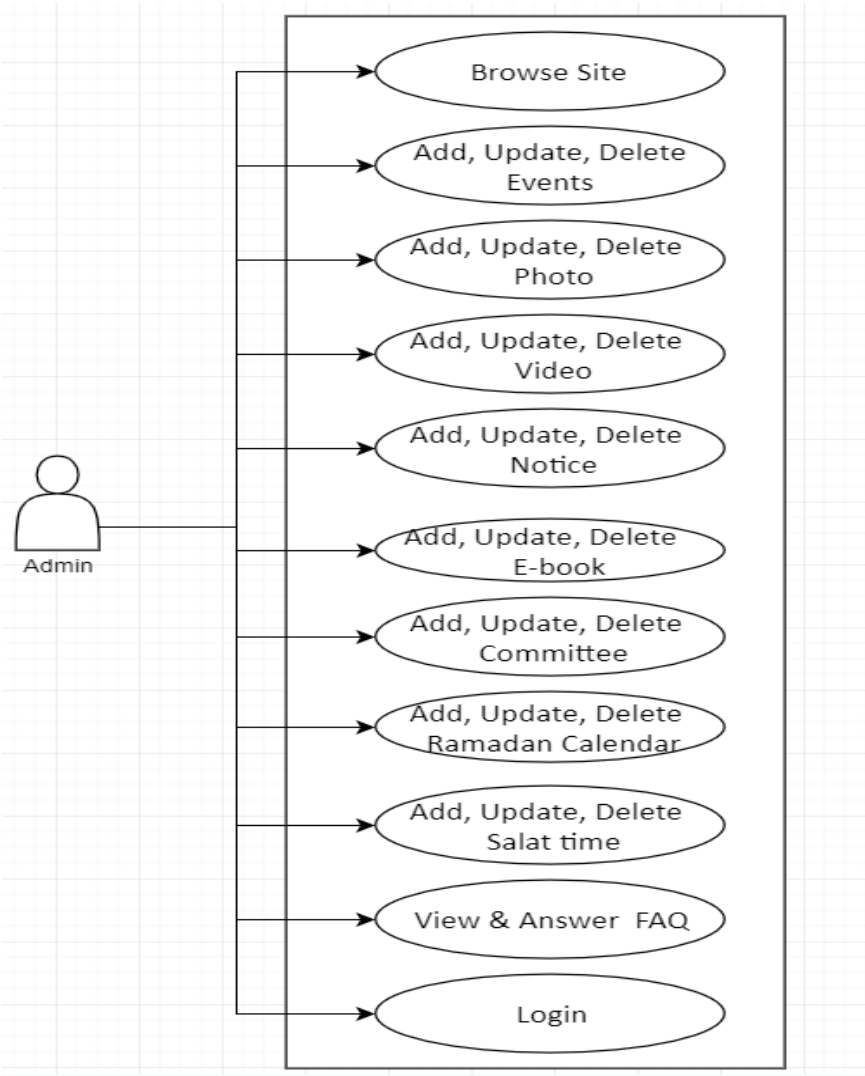 Browse Site
Add, Update, Delete
Events
Add, Update, Delete
Photo
Add, Update, Delete
Video
Add, Update, Delete
Notice
Add, Update, Delete
E-book
Add, Update, Delete
Committee
Add, Update, Delete
Ramadan Calendar
Add, Update, Delete
Salat time
View & Answer  FAQ
Login
Admin